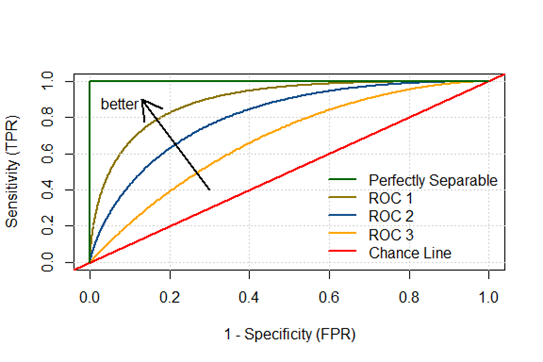 better
Sensitivity (TPR)
0.0 0.2 0.4 0.6 0.8 1.0
Perfectly Separable
ROC 1
ROC 2
ROC 3
Chance Line
0.0 0.2 0.4 0.6 0.8 1.0
1 - Specificity (FPR)